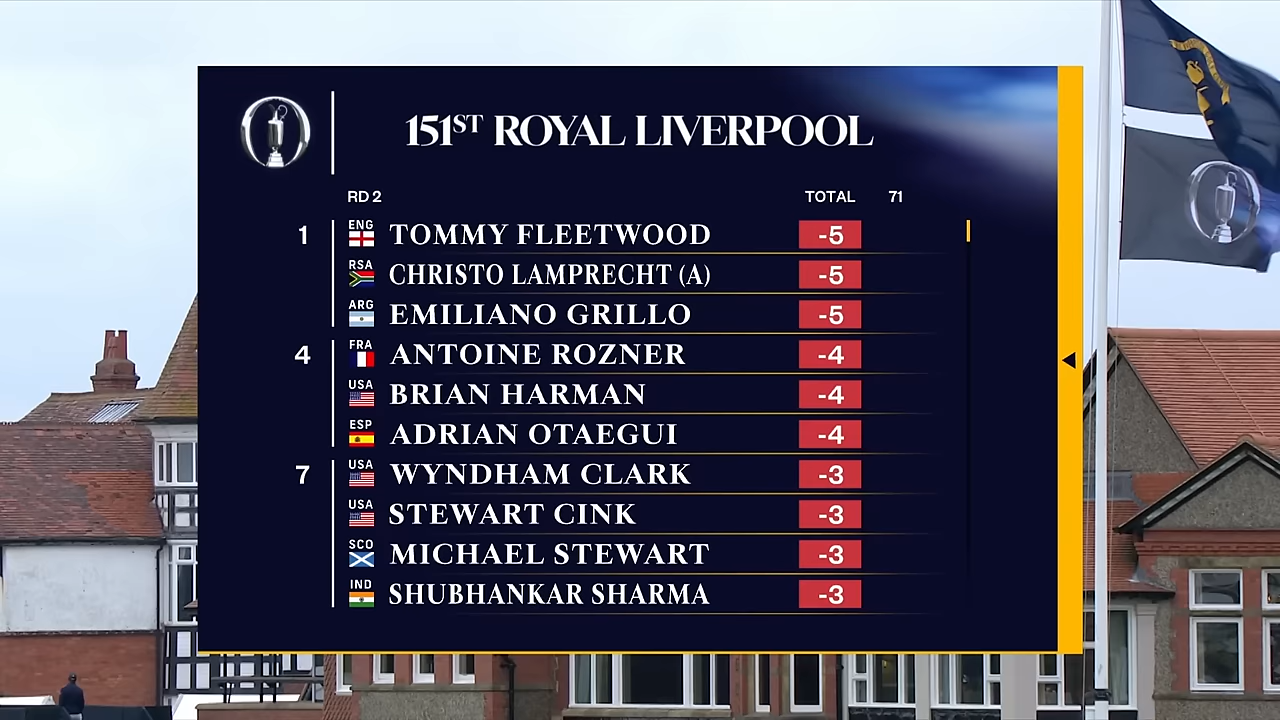 151ST ROYAL LIVERPOOL
RD 2 TOTAL 71
1 ENG TOMMY FLEETWOOD -5
RSA CHRISTO LAMPRECHT (A) -5
ARG EMILIANO GRILLO -5
4 FRA ANTOINE ROZNER -4
USA BRIAN HARMAN -4
ESP ADRIAN OTAEGUI -4
7 USA WYNDHAM CLARK -3
USA STEWART CINK -3
SCO MICHAEL STEWART -3
IND SHUBHANKAR SHARMA -3